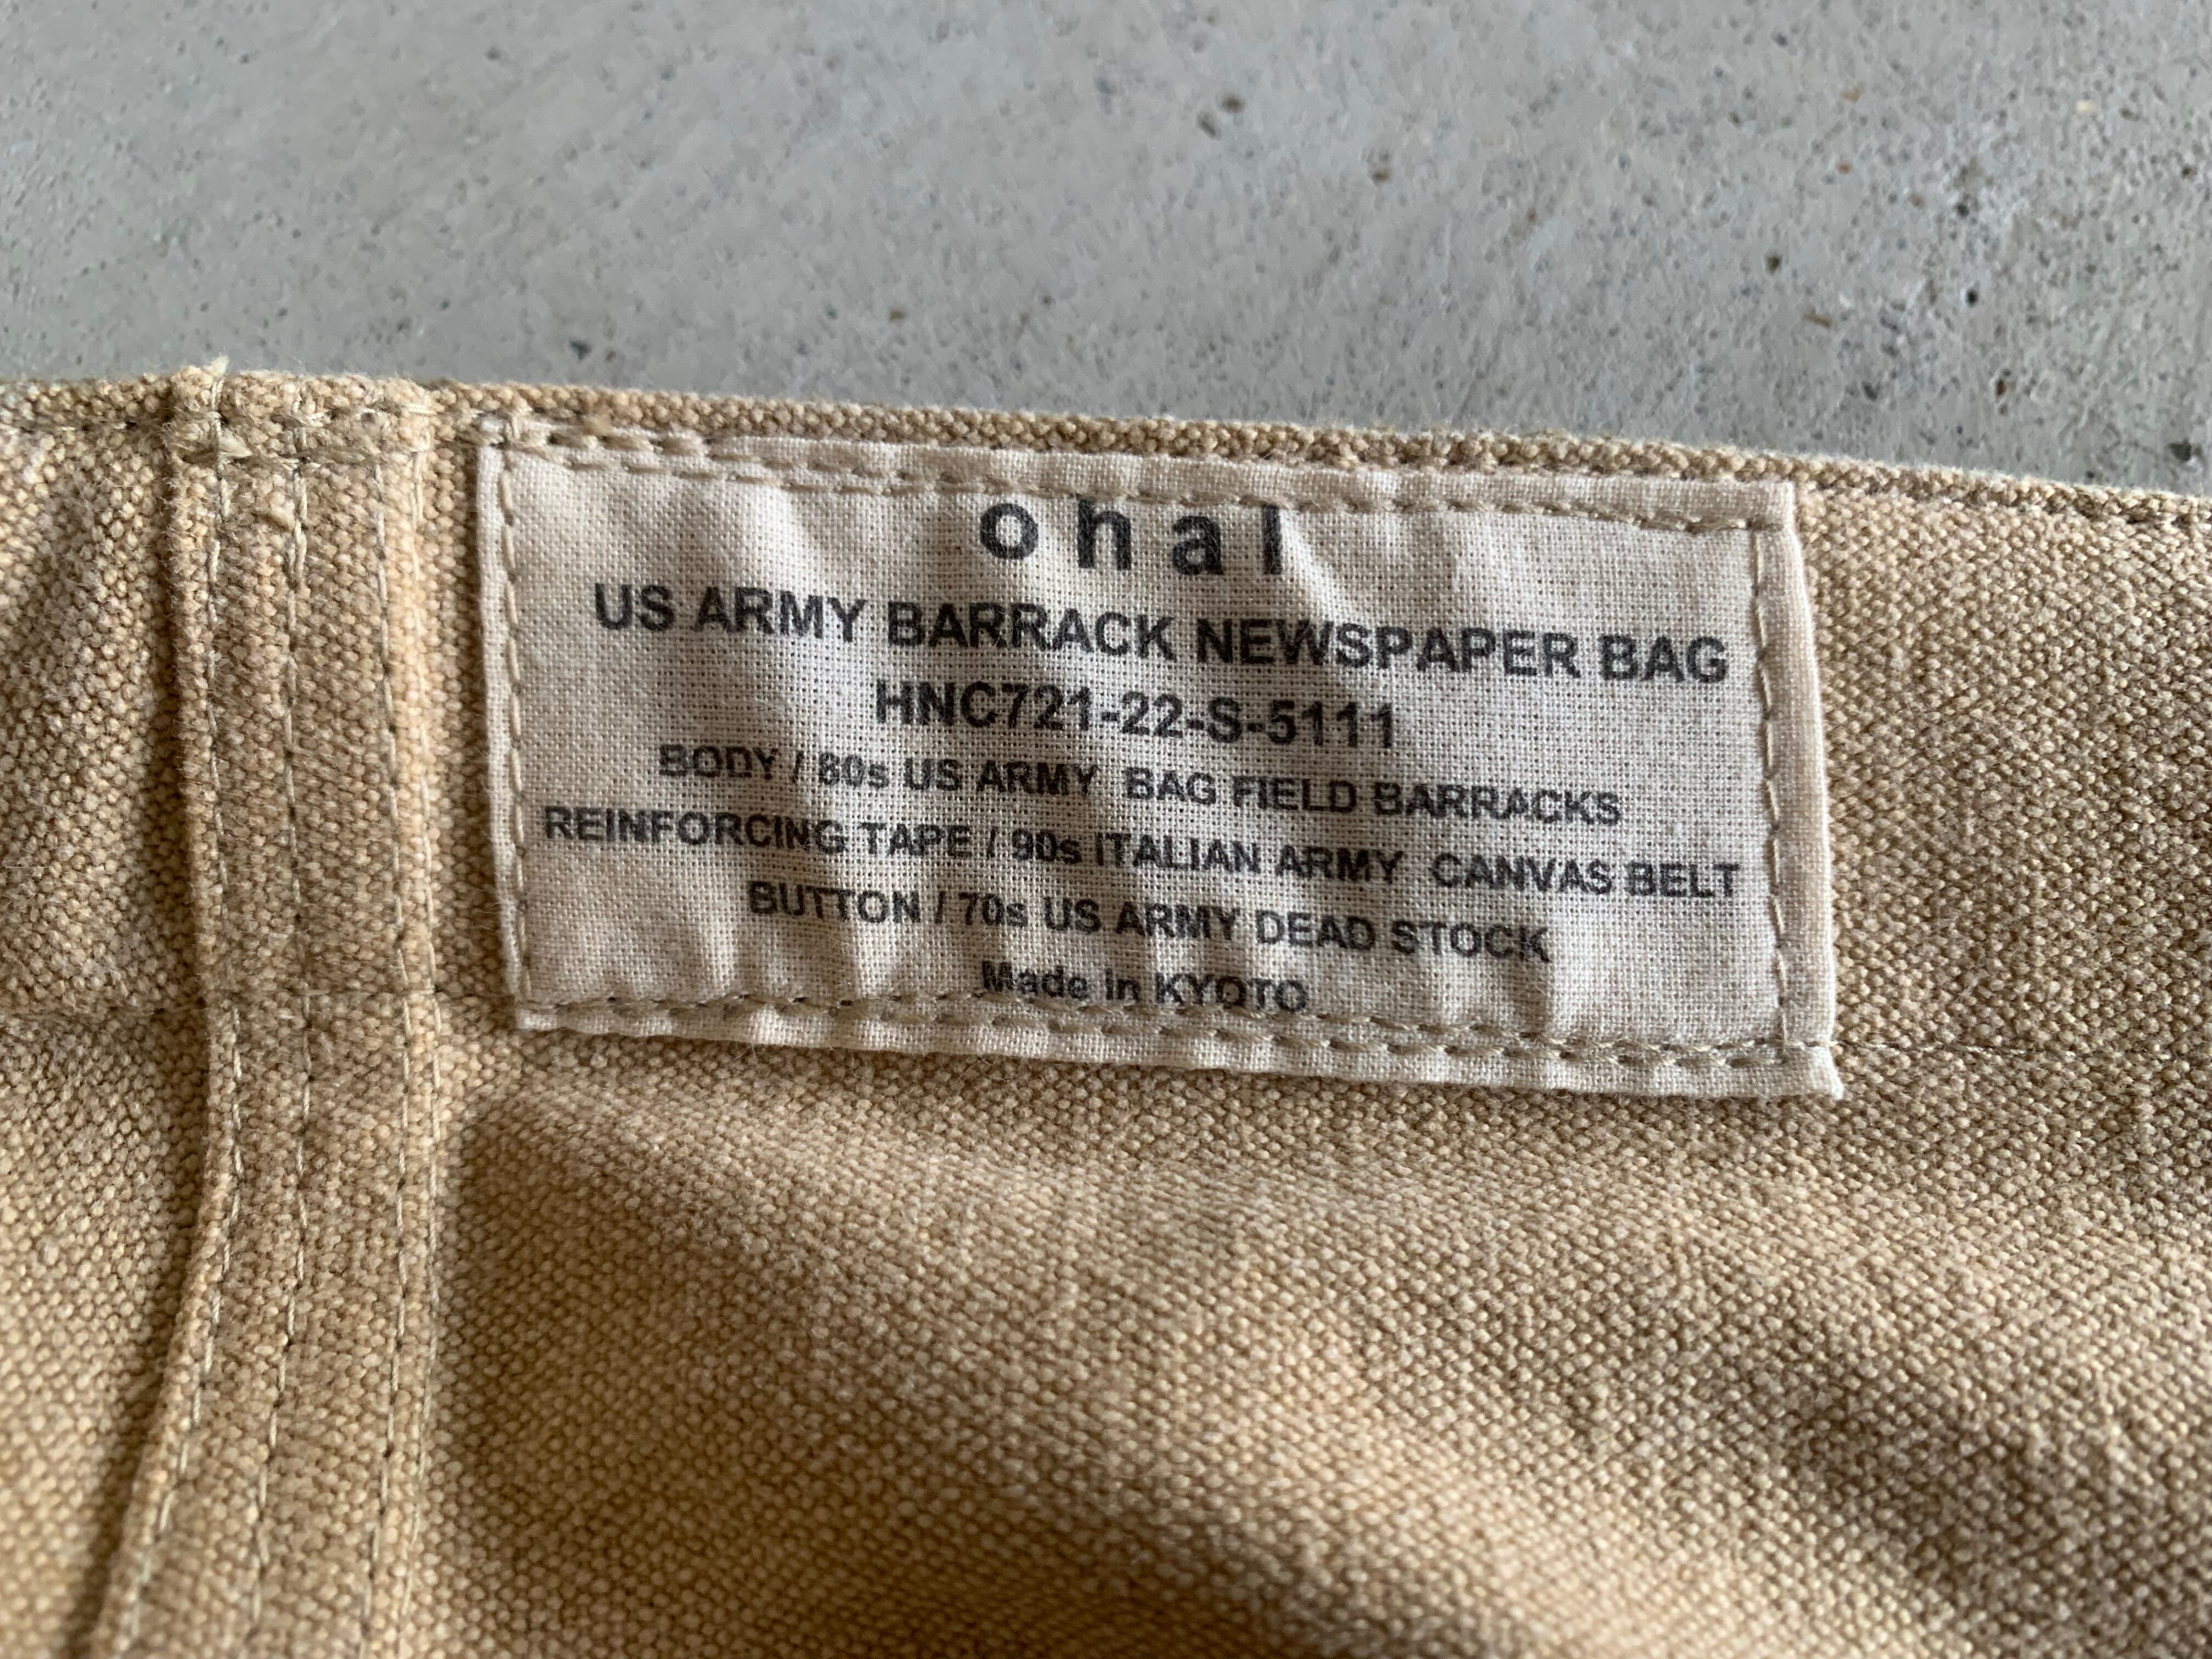 ohal
US ARMY BARRACK NEWSPAPER BAG
HNC721-22-S-5111
BODY / 80s US ARMY BAG FIELD BARRACKS
REINFORCING TAPE / 90s ITALIAN ARMY CANVAS BELT
BUTTON / 70s US ARMY DEAD STOCK
Made in KYOTO